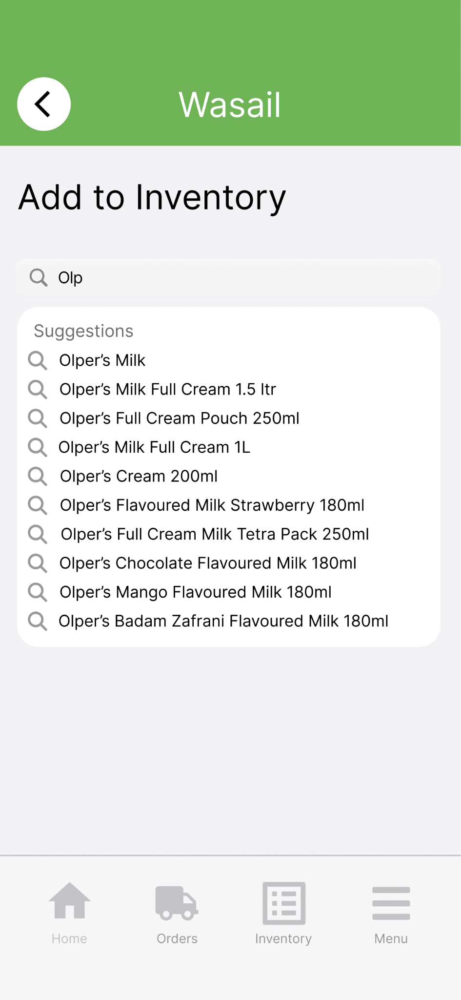 Wasail
Add to Inventory
Olp
Suggestions
Olper’s Milk
Olper’s Milk Full Cream 1.5 ltr
Olper’s Full Cream Pouch 250ml
Olper’s Milk Full Cream 1L
Olper’s Cream 200ml
Olper’s Flavoured Milk Strawberry 180ml
Olper’s Full Cream Milk Tetra Pack 250ml
Olper’s Chocolate Flavoured Milk 180ml
Olper’s Mango Flavoured Milk 180ml
Olper’s Badam Zafrani Flavoured Milk 180ml
Home Orders Inventory Menu